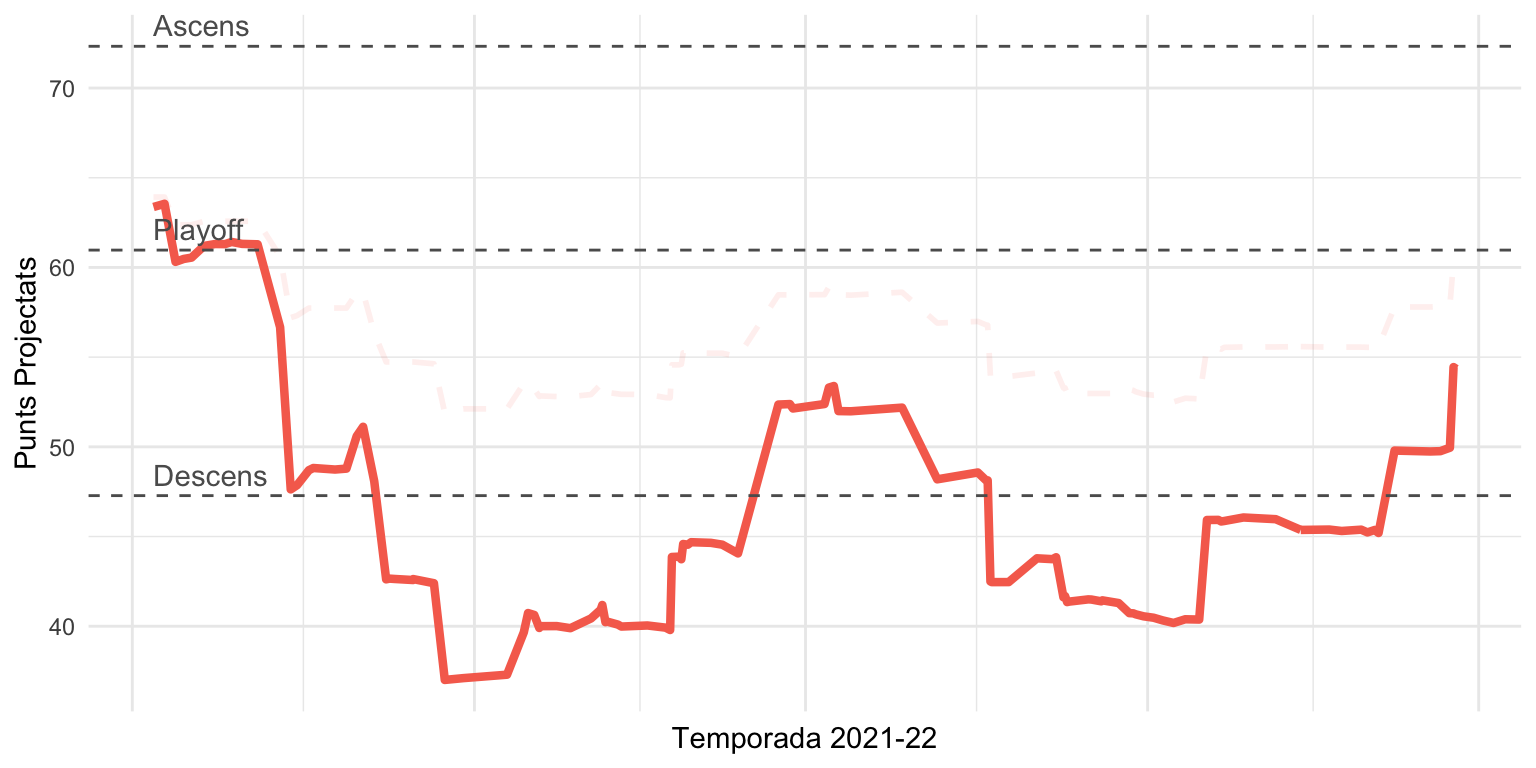 Ascens
70
Playoff
60
Punts Projectats
50
Descens
40
Temporada 2021-22